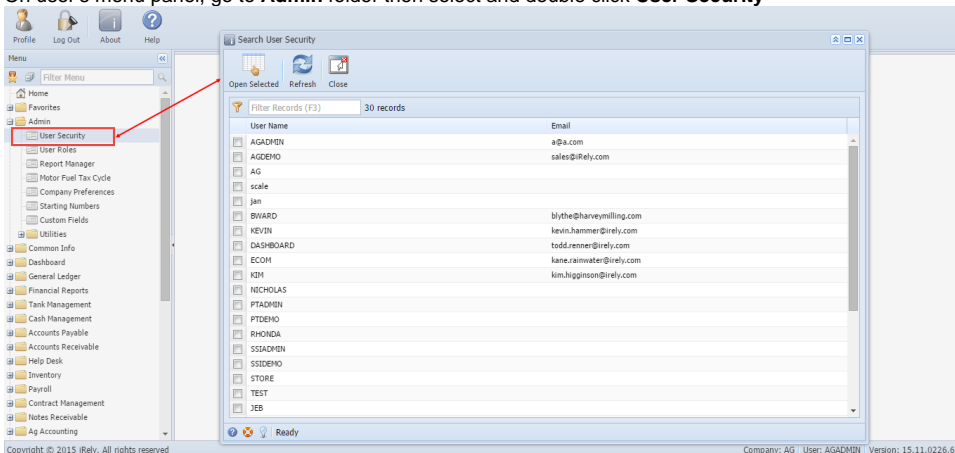 On user's menu panel, go to Admin folder then select and double click User Security
Profile Log Out About Help
Menu
Filter Menu
Home
Favorites
Admin
User Security
User Roles
Report Manager
Motor Fuel Tax Cycle
Company Preferences
Starting Numbers
Custom Fields
Utilities
Common Info
Dashboard
General Ledger
Financial Reports
Tank Management
Cash Management
Accounts Payable
Accounts Receivable
Help Desk
Inventory
Payroll
Contract Management
Notes Receivable
Ag Accounting
Search User Security
Open Selected Refresh Close
Filter Records (F3) 30 records
User Name Email
AGADMIN a@a.com
AGDEMO sales@iRely.com
AG
scale
jan
BWARD blythe@harveymilling.com
KEVIN kevin.hammer@irely.com
DASHBOARD todd.renner@irely.com
ECOM kane.rainwater@irely.com
KIM kim.higginson@irely.com
NICHOLAS
PTADMIN
PTDEMO
RHONDA
SSIADMIN
SSIDEMO
STORE
TEST
JEB
Ready
Copyright © 2015 iRely. All rights reserved Company: AG User: AGADMIN Version: 15.11.0226.6